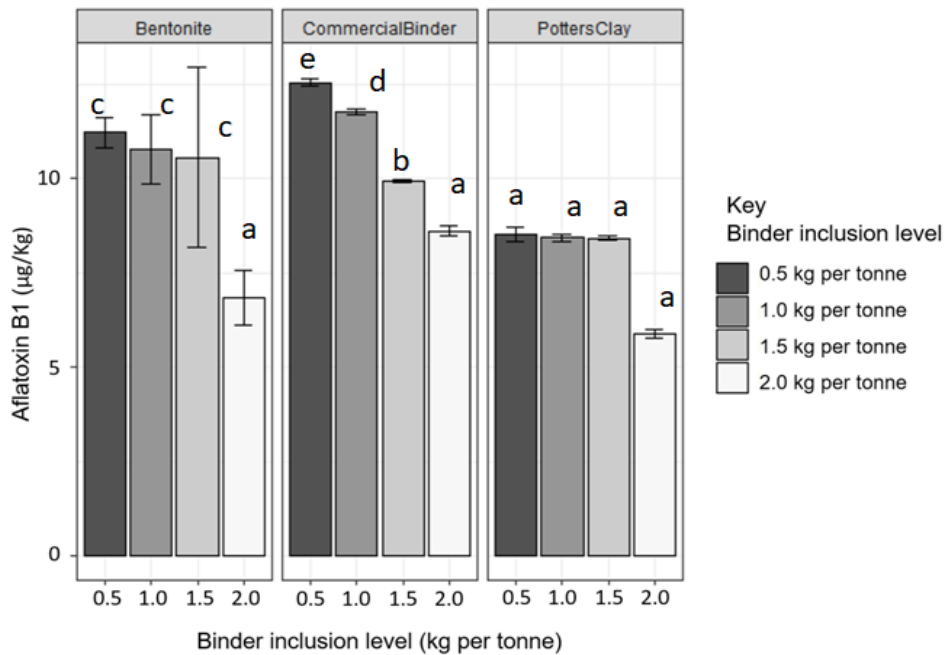 Bentonite CommercialBinder PottersClay
e
c c d
c b a a a a
a a
10
5
0
Aflatoxin B1 (µg/Kg)
0.5 1.0 1.5 2.0 0.5 1.0 1.5 2.0 0.5 1.0 1.5 2.0
Binder inclusion level (kg per tonne)
Key
Binder inclusion level
0.5 kg per tonne
1.0 kg per tonne
1.5 kg per tonne
2.0 kg per tonne